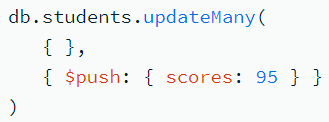 db.students.updateMany(
   { },
   { $push: { scores: 95 } }
)